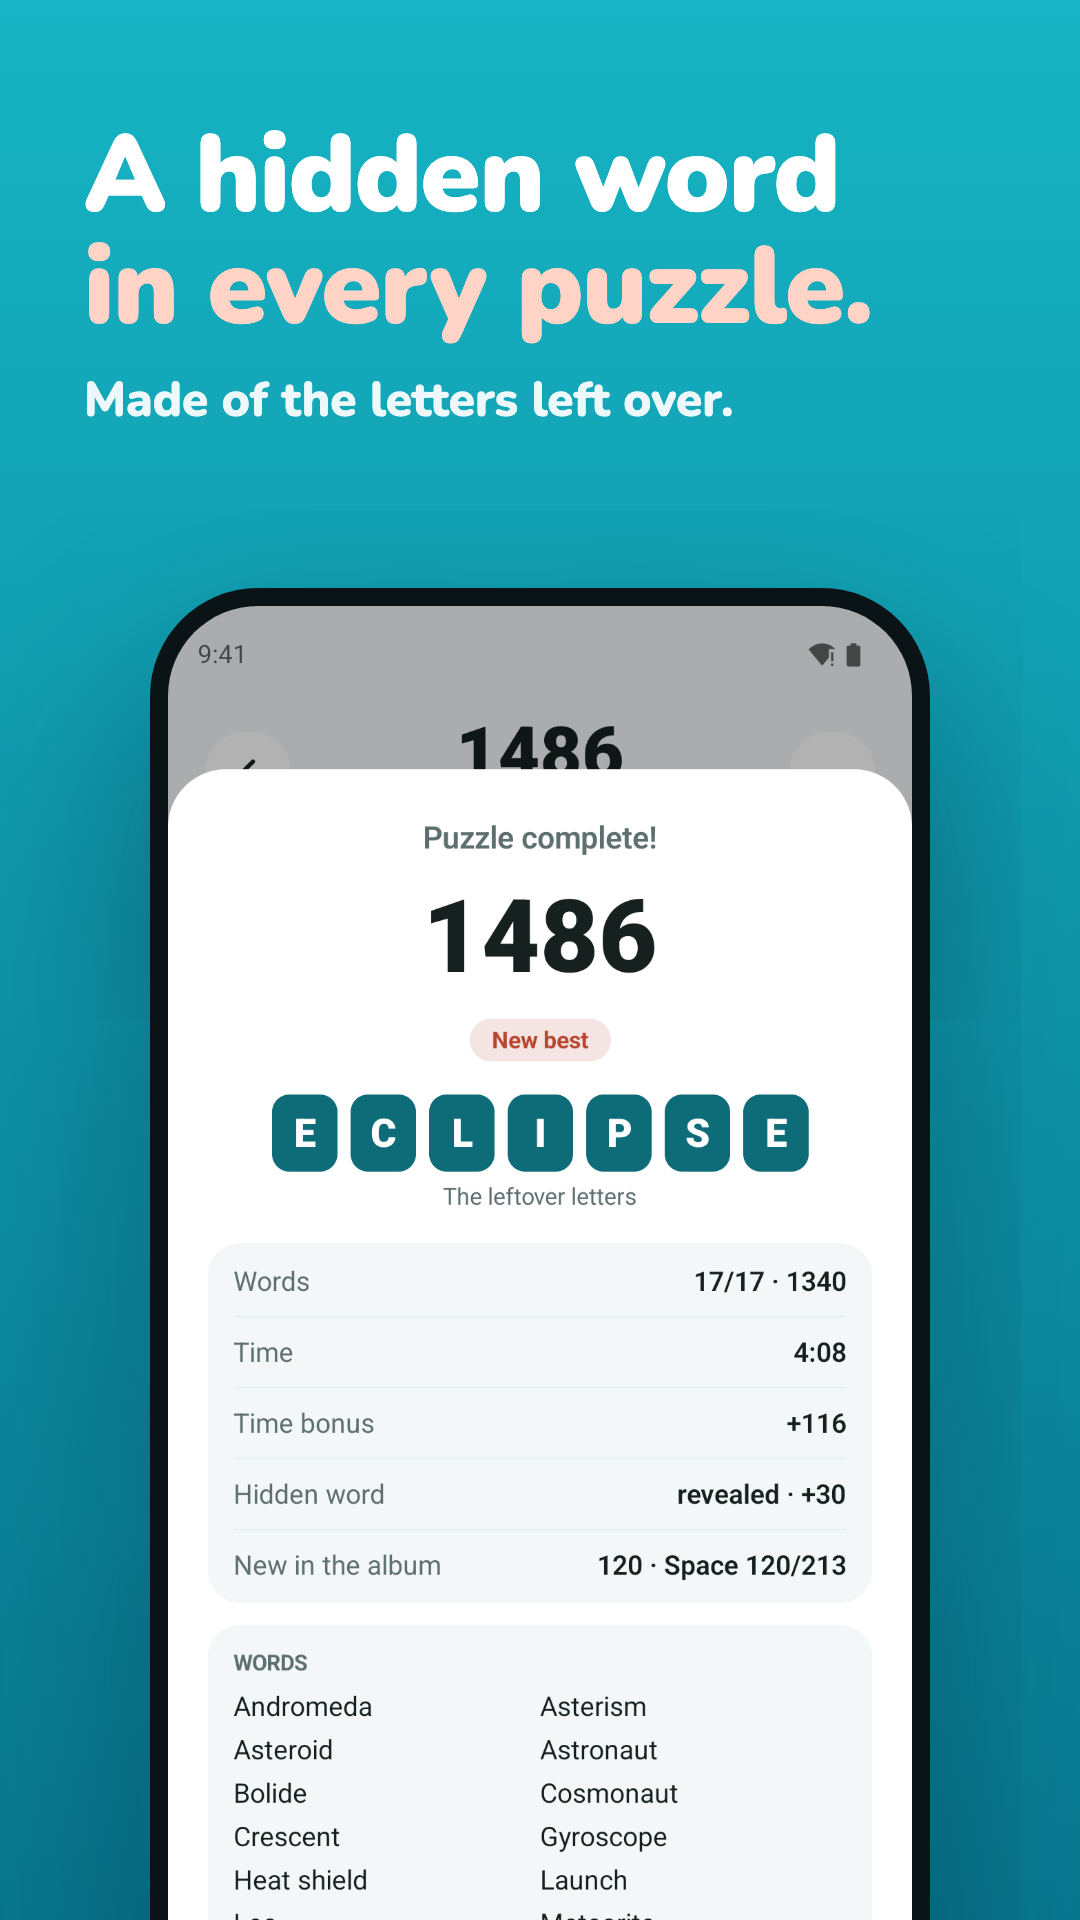 A hidden word
in every puzzle.
Made of the letters left over.
9:41
1486
Puzzle complete!
1486
New best
E C L I P S E
The leftover letters
Words 17/17 · 1340
Time 4:08
Time bonus +116
Hidden word revealed · +30
New in the album 120 · Space 120/213
WORDS
Andromeda Asterism
Asteroid Astronaut
Bolide Cosmonaut
Crescent Gyroscope
Heat shield Launch